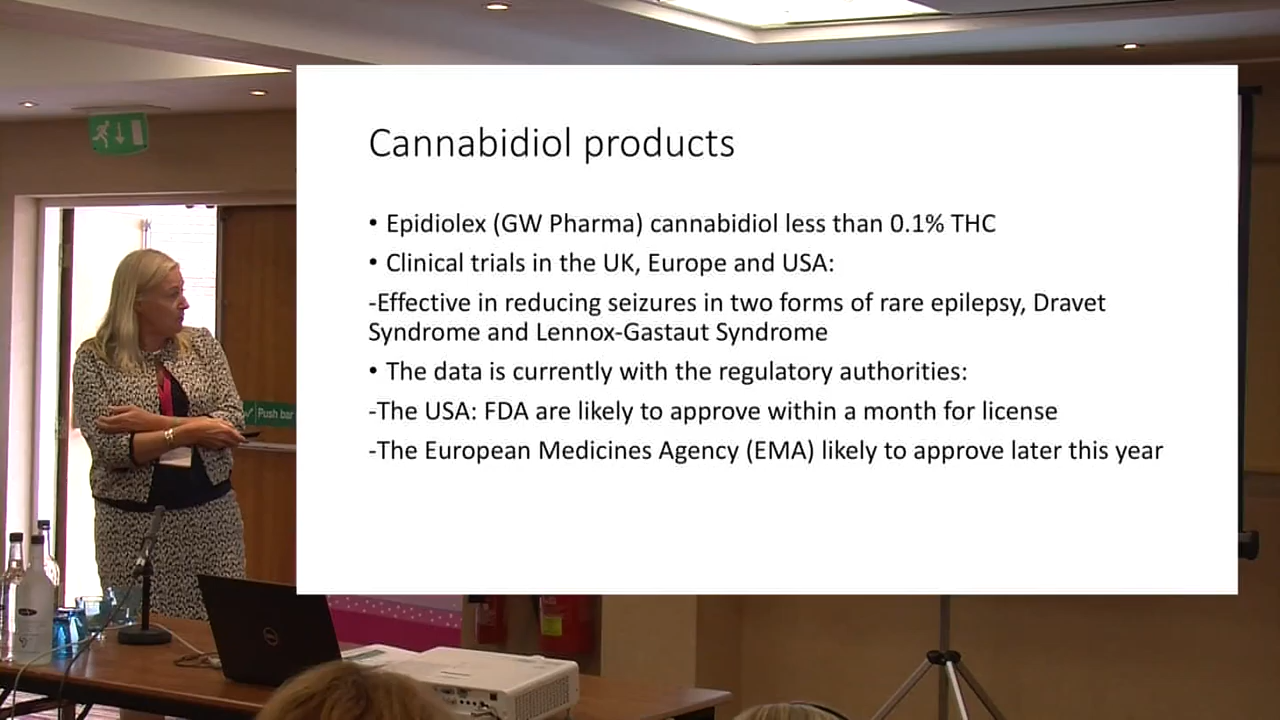 Cannabidiol products
• Epidiolex (GW Pharma) cannabidiol less than 0.1% THC
• Clinical trials in the UK, Europe and USA:
-Effective in reducing seizures in two forms of rare epilepsy, Dravet
Syndrome and Lennox-Gastaut Syndrome
• The data is currently with the regulatory authorities:
-The USA: FDA are likely to approve within a month for license
-The European Medicines Agency (EMA) likely to approve later this year
Push bar
DELL